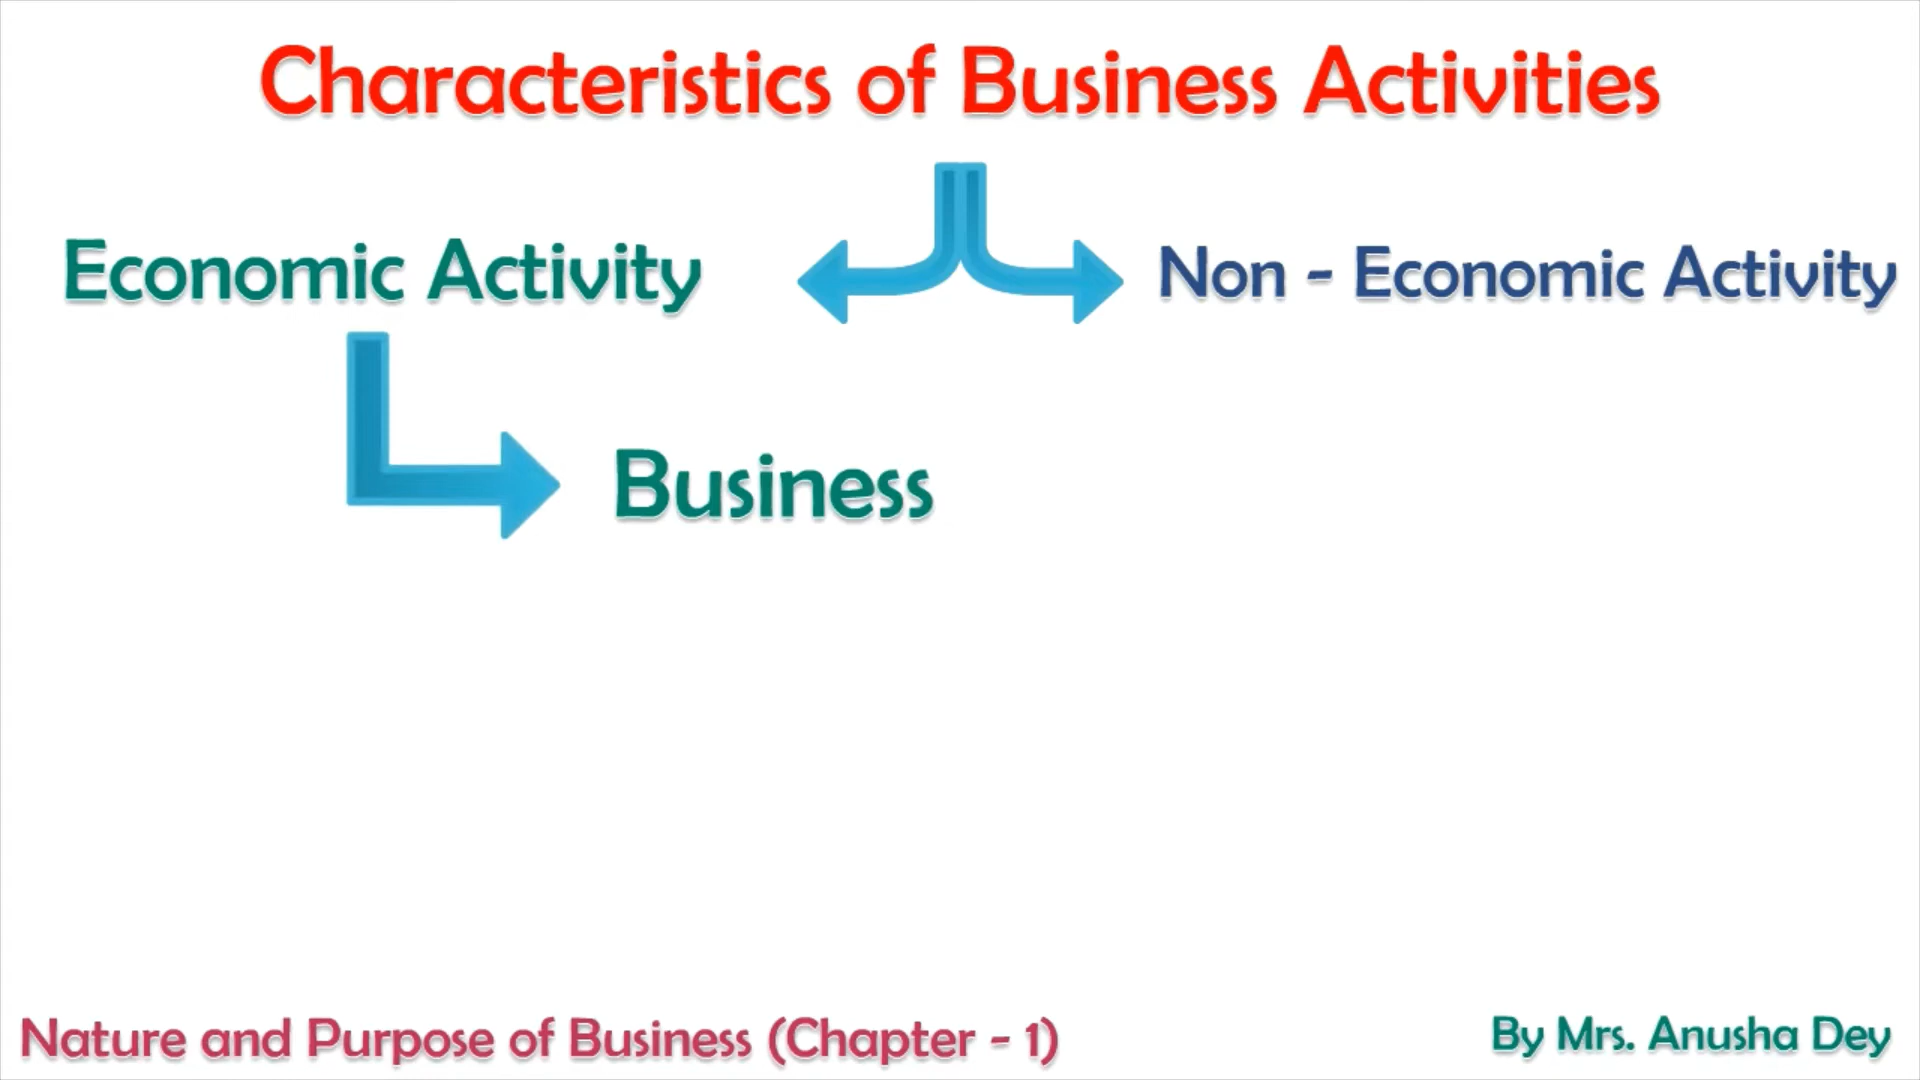 Characteristics of Business Activities
Economic Activity
Non - Economic Activity
Business
Nature and Purpose of Business (Chapter - 1)
By Mrs. Anusha Dey